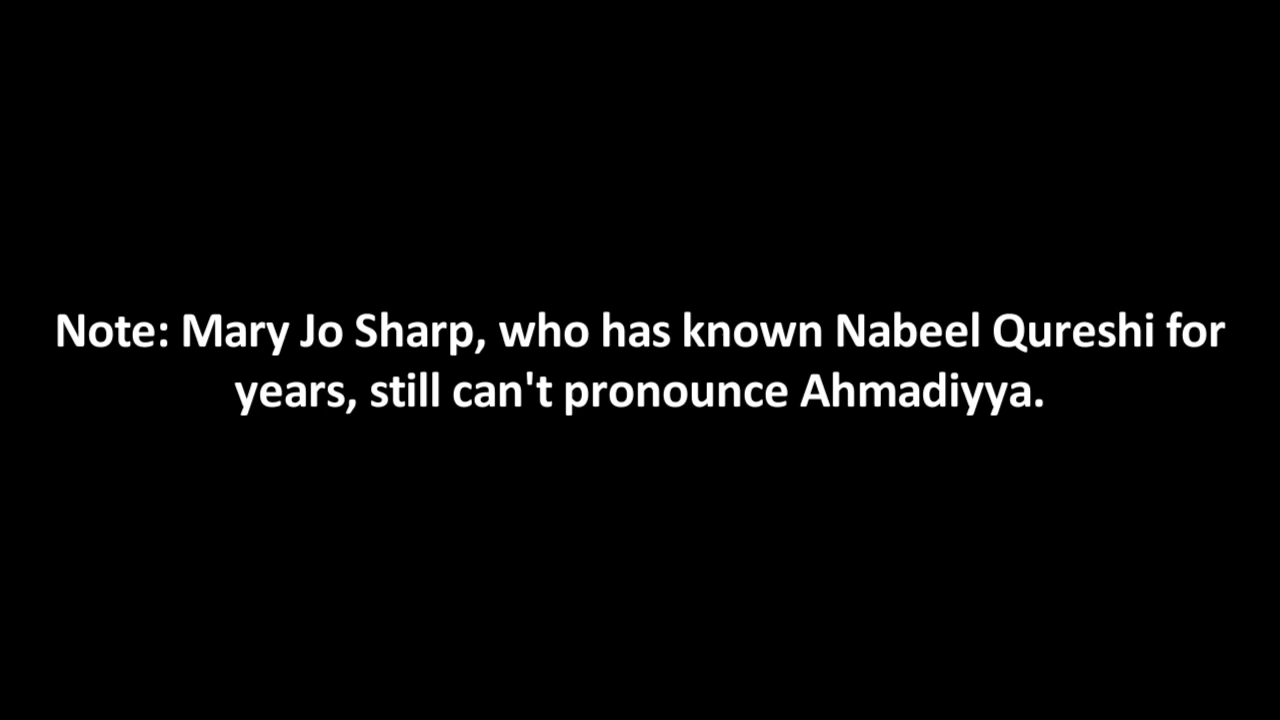 Note: Mary Jo Sharp, who has known Nabeel Qureshi for
years, still can't pronounce Ahmadiyya.